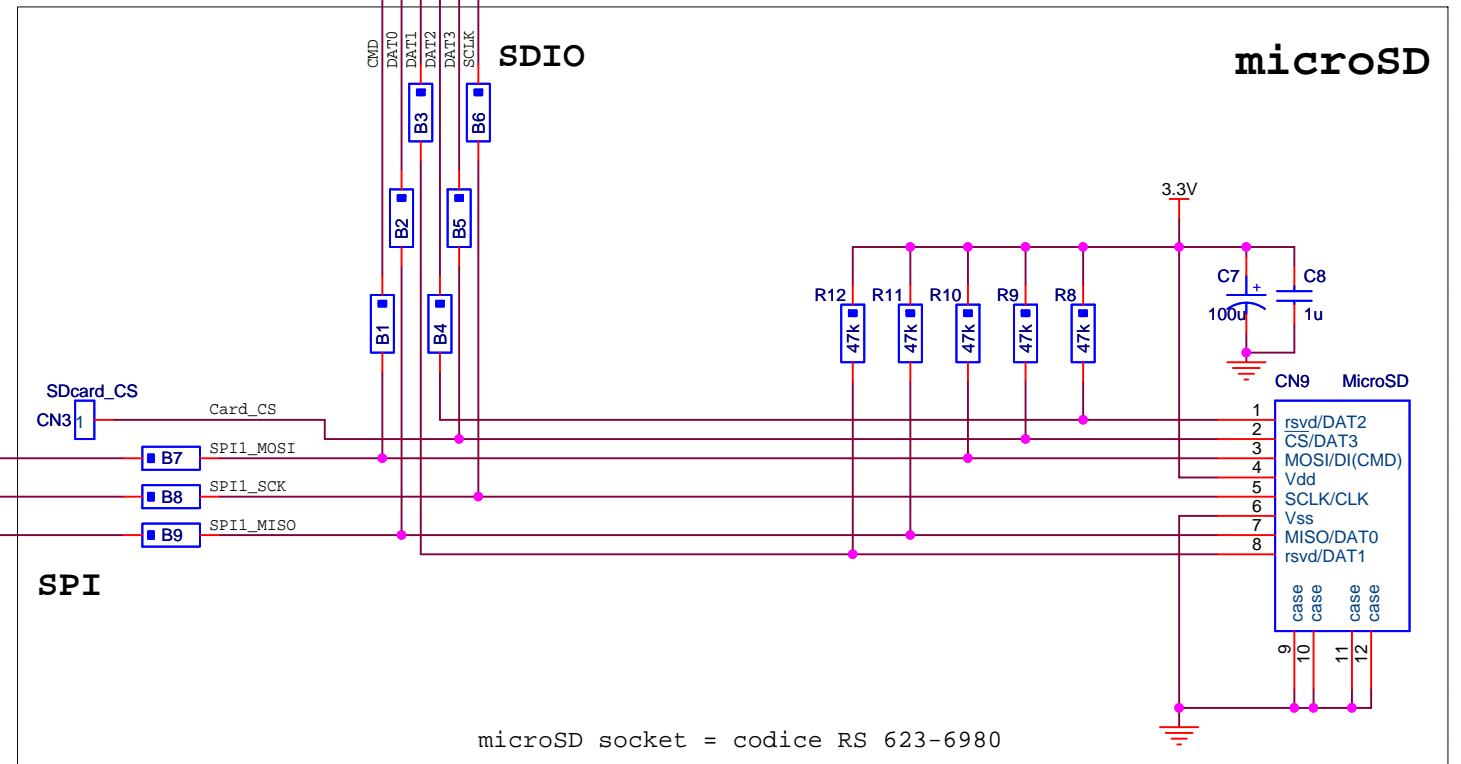 CMD
DAT0
DAT1
DAT2
DAT3
SCLK
SDIO
microSD
B3
B6
B2
B5
B1
B4
3.3V
R12
R11
R10
R9
R8
47k
47k
47k
47k
47k
C7
+
100u
C8
1u
SDcard_CS
CN3
1
Card_CS
B7
SPI1_MOSI
B8
SPI1_SCK
B9
SPI1_MISO
SPI
CN9 MicroSD
1 rsvd/DAT2
2 CS/DAT3
3 MOSI/DI(CMD)
4 Vdd
5 SCLK/CLK
6 Vss
7 MISO/DAT0
8 rsvd/DAT1
case
case
case
case
9
10
11
12
microSD socket = codice RS 623-6980